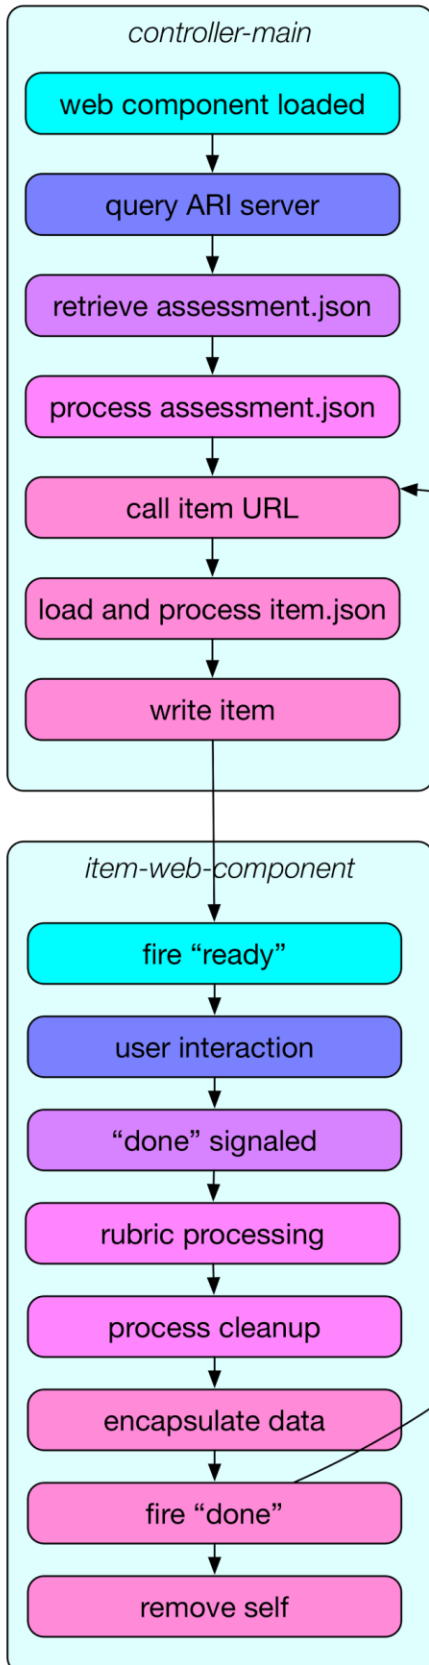 controller-main
web component loaded
query ARI server
retrieve assessment.json
process assessment.json
call item URL
load and process item.json
write item
item-web-component
fire “ready”
user interaction
“done” signaled
rubric processing
process cleanup
encapsulate data
fire “done”
remove self